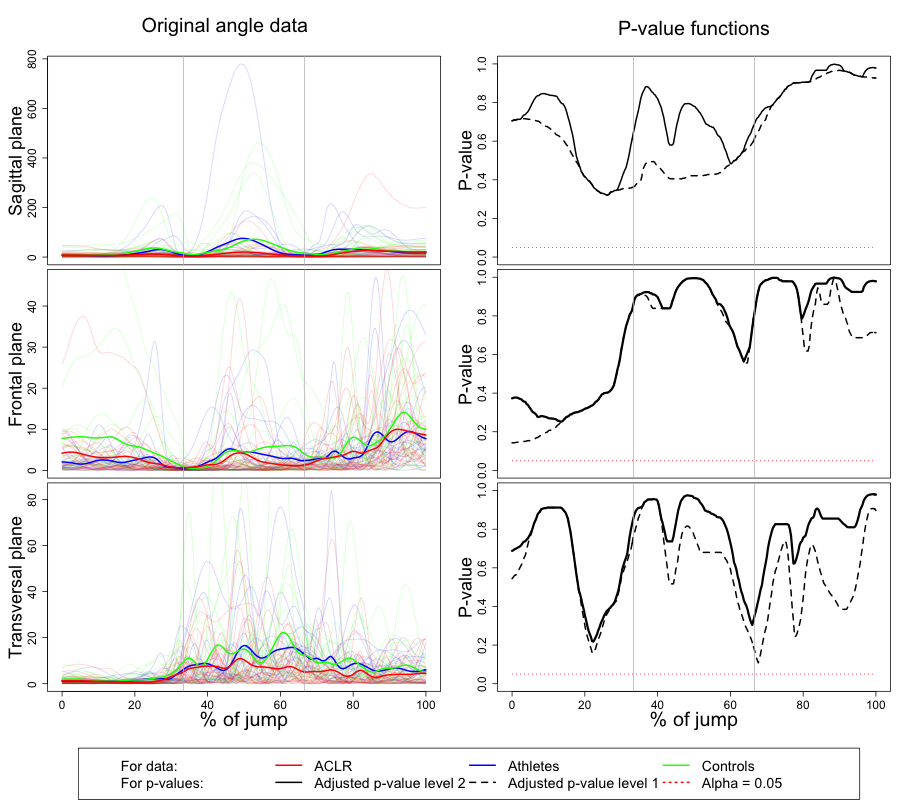 Original angle data
P-value functions
Sagittal plane
0 200 400 600 800
P-value
0.0 0.2 0.4 0.6 0.8 1.0
Frontal plane
0 10 20 30 40
P-value
0.0 0.2 0.4 0.6 0.8 1.0
Transversal plane
0 20 40 60 80
P-value
0.0 0.2 0.4 0.6 0.8 1.0
0 20 40 60 80 100
% of jump
0 20 40 60 80 100
% of jump
For data: ACLR Athletes Controls
For p-values: Adjusted p-value level 2 Adjusted p-value level 1 Alpha = 0.05